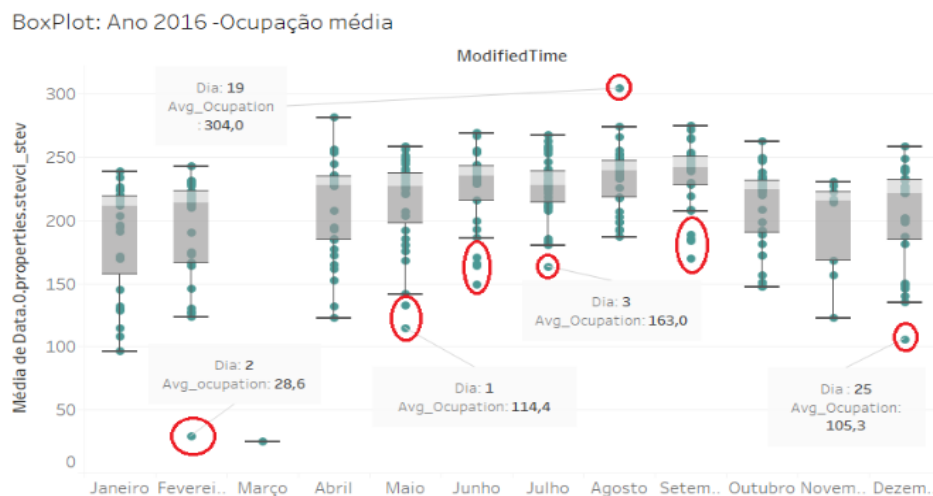 BoxPlot: Ano 2016 -Ocupação média
ModifiedTime
Média de Data.0.properties.stevci_stev
300
250
200
150
100
50
0
Dia: 19
Avg_Ocupation
: 304,0
Dia: 2
Avg_ocupation: 28,6
Dia: 1
Avg_Ocupation: 114,4
Dia: 3
Avg_Ocupation: 163,0
Dia : 25
Avg_Ocupation:
105,3
Janeiro Feverei.. Março Abril Maio Junho Julho Agosto Setem.. Outubro Novem.. Dezem.